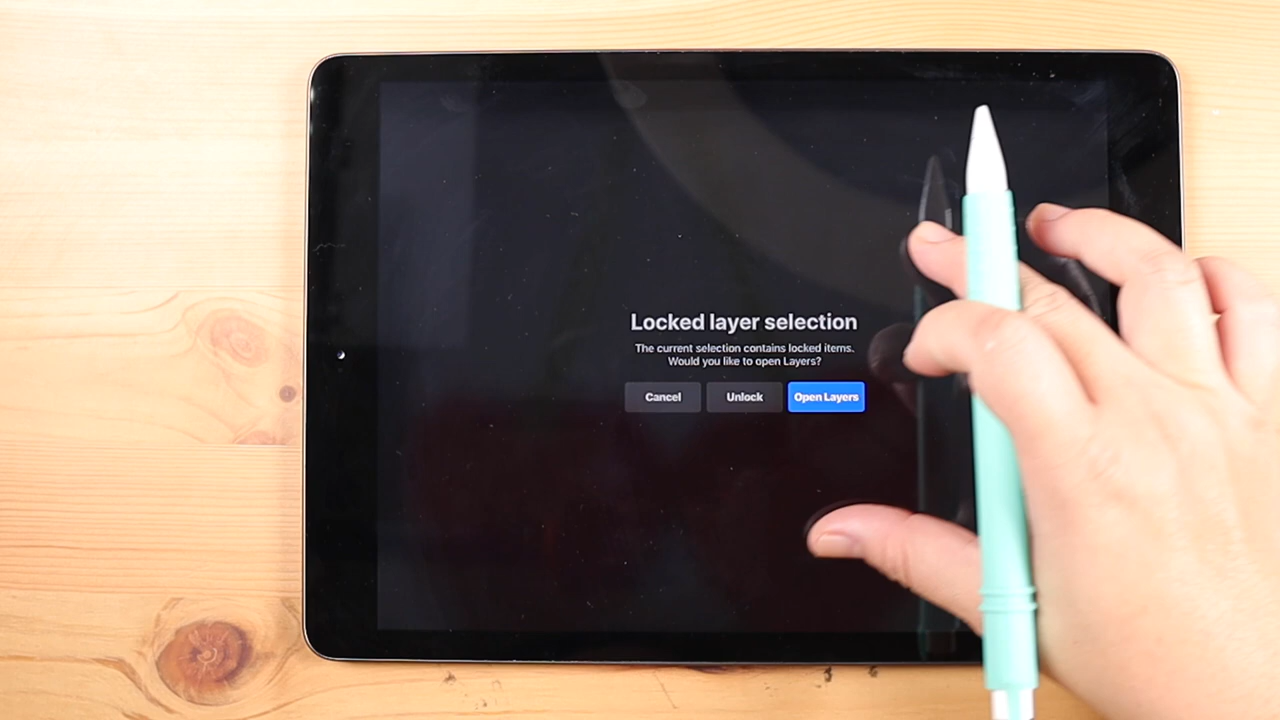 Locked layer selection
The current selection contains locked items.
Would you like to open Layers?
Cancel Unlock Open Layers